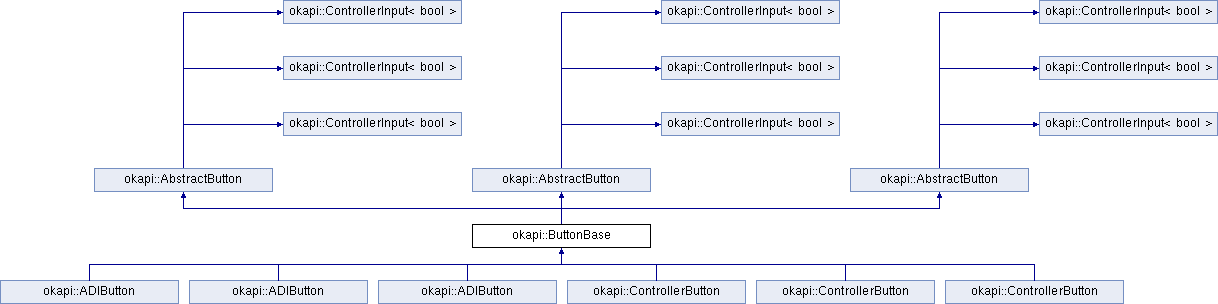 okapi::ControllerInput< bool > okapi::ControllerInput< bool > okapi::ControllerInput< bool >
okapi::ControllerInput< bool > okapi::ControllerInput< bool > okapi::ControllerInput< bool >
okapi::ControllerInput< bool > okapi::ControllerInput< bool > okapi::ControllerInput< bool >
okapi::AbstractButton okapi::AbstractButton okapi::AbstractButton
okapi::ButtonBase
okapi::ADIButton okapi::ADIButton okapi::ADIButton okapi::ControllerButton okapi::ControllerButton okapi::ControllerButton